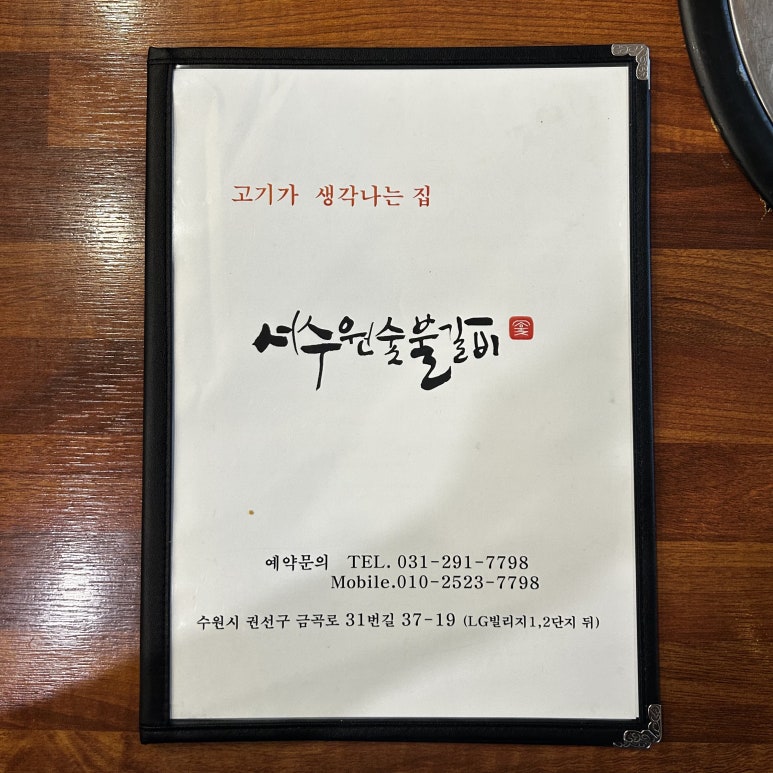 고기가 생각나는 집
서수원숯불갈비
예약문의 TEL. 031-291-7798
Mobile.010-2523-7798
수원시 권선구 금곡로 31번길 37-19 (LG빌리지1,2단지 뒤)